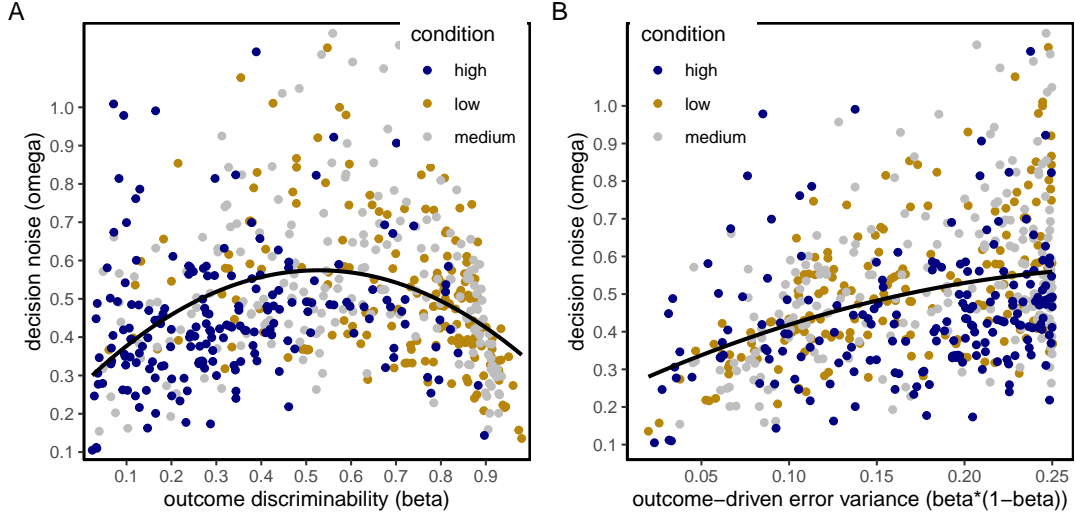 A
condition
high
low
medium
decision noise (omega)
1.0
0.9
0.8
0.7
0.6
0.5
0.4
0.3
0.2
0.1
0.1 0.2 0.3 0.4 0.5 0.6 0.7 0.8 0.9
outcome discriminability (beta)
B
condition
high
low
medium
decision noise (omega)
1.0
0.9
0.8
0.7
0.6
0.5
0.4
0.3
0.2
0.1
0.05 0.10 0.15 0.20 0.25
outcome−driven error variance (beta*(1−beta))